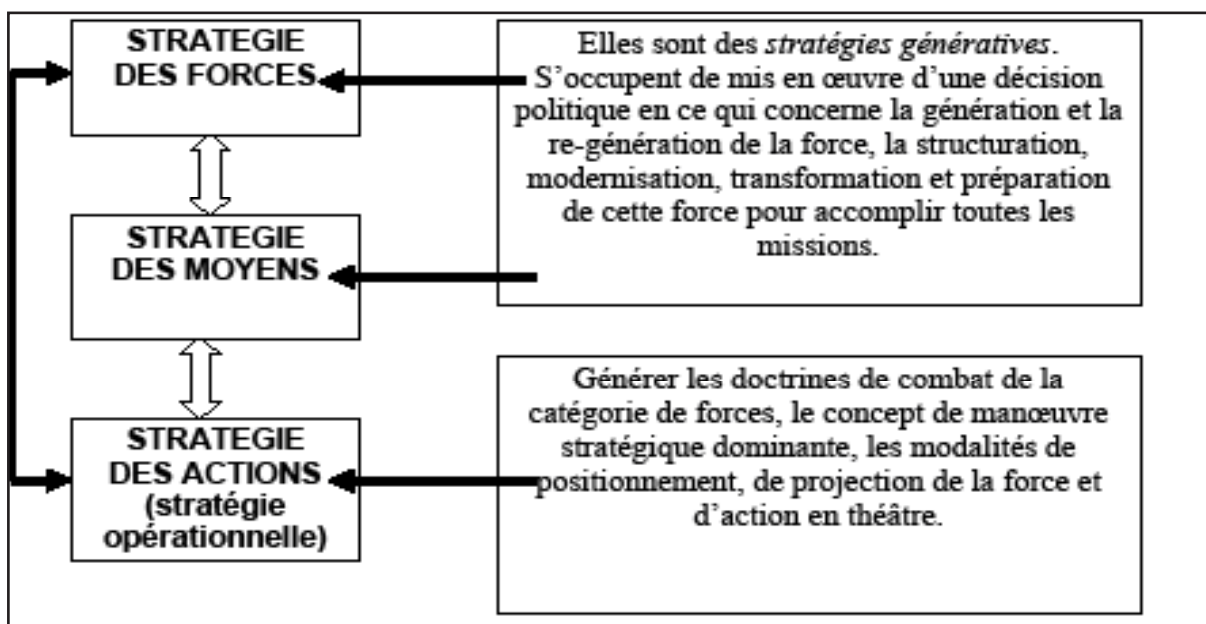 STRATEGIE
DES FORCES
Elles sont des stratégies génératives.
S'occupent de mis en œuvre d'une décision
politique en ce qui concerne la génération et la
re-génération de la force, la structuration,
modernisation, transformation et préparation
de cette force pour accomplir toutes les
missions.
STRATEGIE
DES MOYENS
STRATEGIE
DES ACTIONS
(stratégie
opérationnelle)
Générer les doctrines de combat de la
catégorie de forces, le concept de manœuvre
stratégique dominante, les modalités de
positionnement, de projection de la force et
d'action en théâtre.